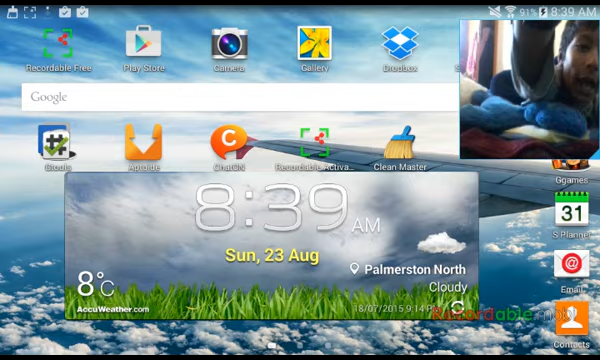 91% 8:39 AM
Recordable Free
Play Store
Camera
Gallery
Dropbox
Google
Aptoide
ChatON
Recordable Activa...
Clean Master
Ggames
8:39 AM
31
Sun, 23 Aug
S Planner
Palmerston North
8°C
Cloudy
Email
AccuWeather.com
18/07/2015 9:14 PM
Recordable.mobi
Contacts